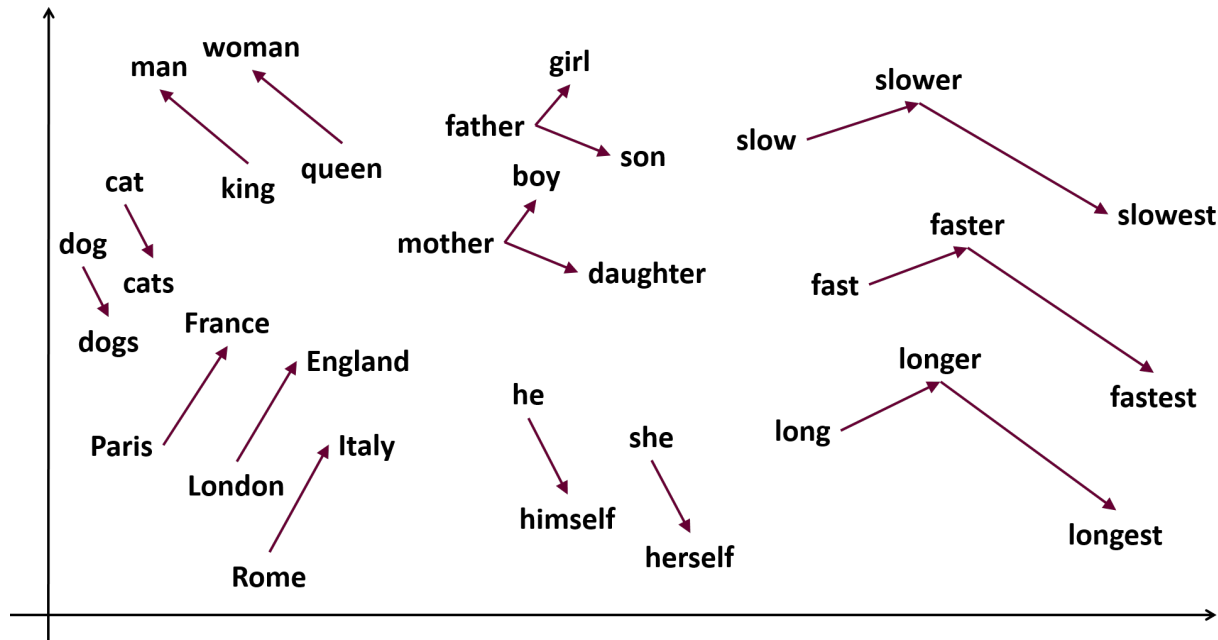 woman
man
king
queen
cat
cats
dog
dogs
France
Paris
England
London
Italy
Rome
girl
father
son
boy
mother
daughter
he
himself
she
herself
slower
slow
slowest
faster
fast
fastest
longer
long
longest